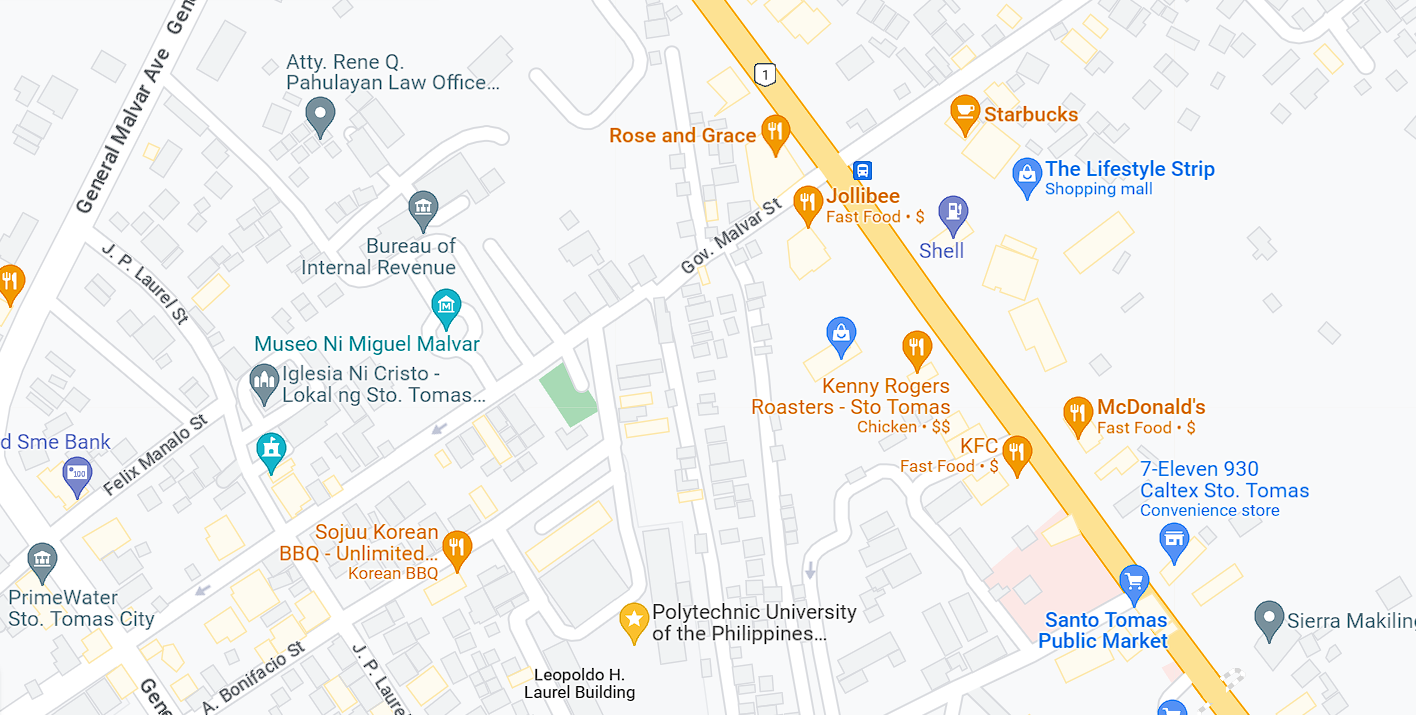 Gen
General Malvar Ave
Atty. Rene Q.
Pahulayan Law Office...
1
Rose and Grace
Starbucks
The Lifestyle Strip
Shopping mall
Jollibee
Fast Food • $
Shell
Gov. Malvar St
Bureau of
Internal Revenue
J. P. Laurel St
Museo Ni Miguel Malvar
Iglesia Ni Cristo -
Lokal ng Sto. Tomas...
Kenny Rogers
Roasters - Sto Tomas
Chicken • $$
McDonald's
Fast Food • $
KFC
Fast Food • $
d Sme Bank
100
Felix Manalo St
7-Eleven 930
Caltex Sto. Tomas
Convenience store
Sojuu Korean
BBQ - Unlimited...
Korean BBQ
PrimeWater
Sto. Tomas City
Polytechnic University
of the Philippines...
Santo Tomas
Public Market
Sierra Makiling
Leopoldo H.
Laurel Building
A. Bonifacio St
J. P. Laure
Gene